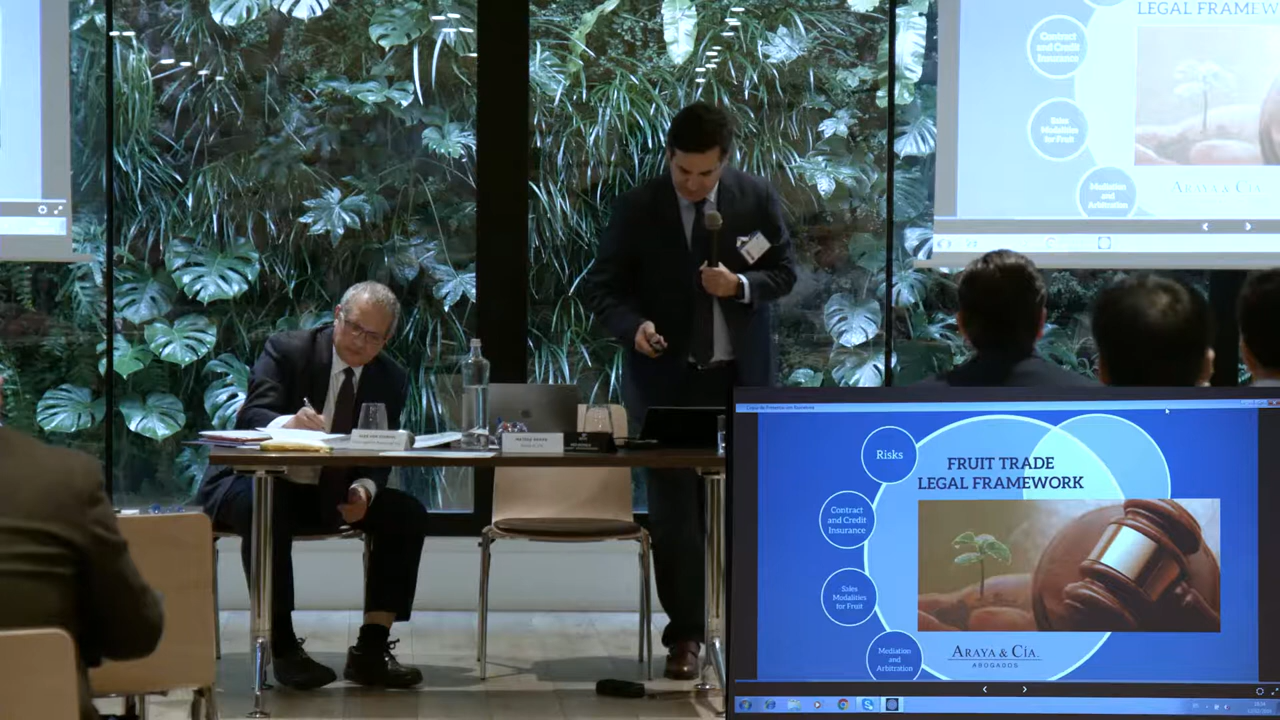 LEGAL FRAMEW
Contract
and Credit
Insurance
Sales
Modalities
for Fruit
Mediation
and
Arbitration
ARAYA & CÍA.
Risks
FRUIT TRADE
LEGAL FRAMEWORK
Contract
and Credit
Insurance
Sales
Modalities
for Fruit
Mediation
and
Arbitration
ARAYA & CÍA.
ABOGADOS